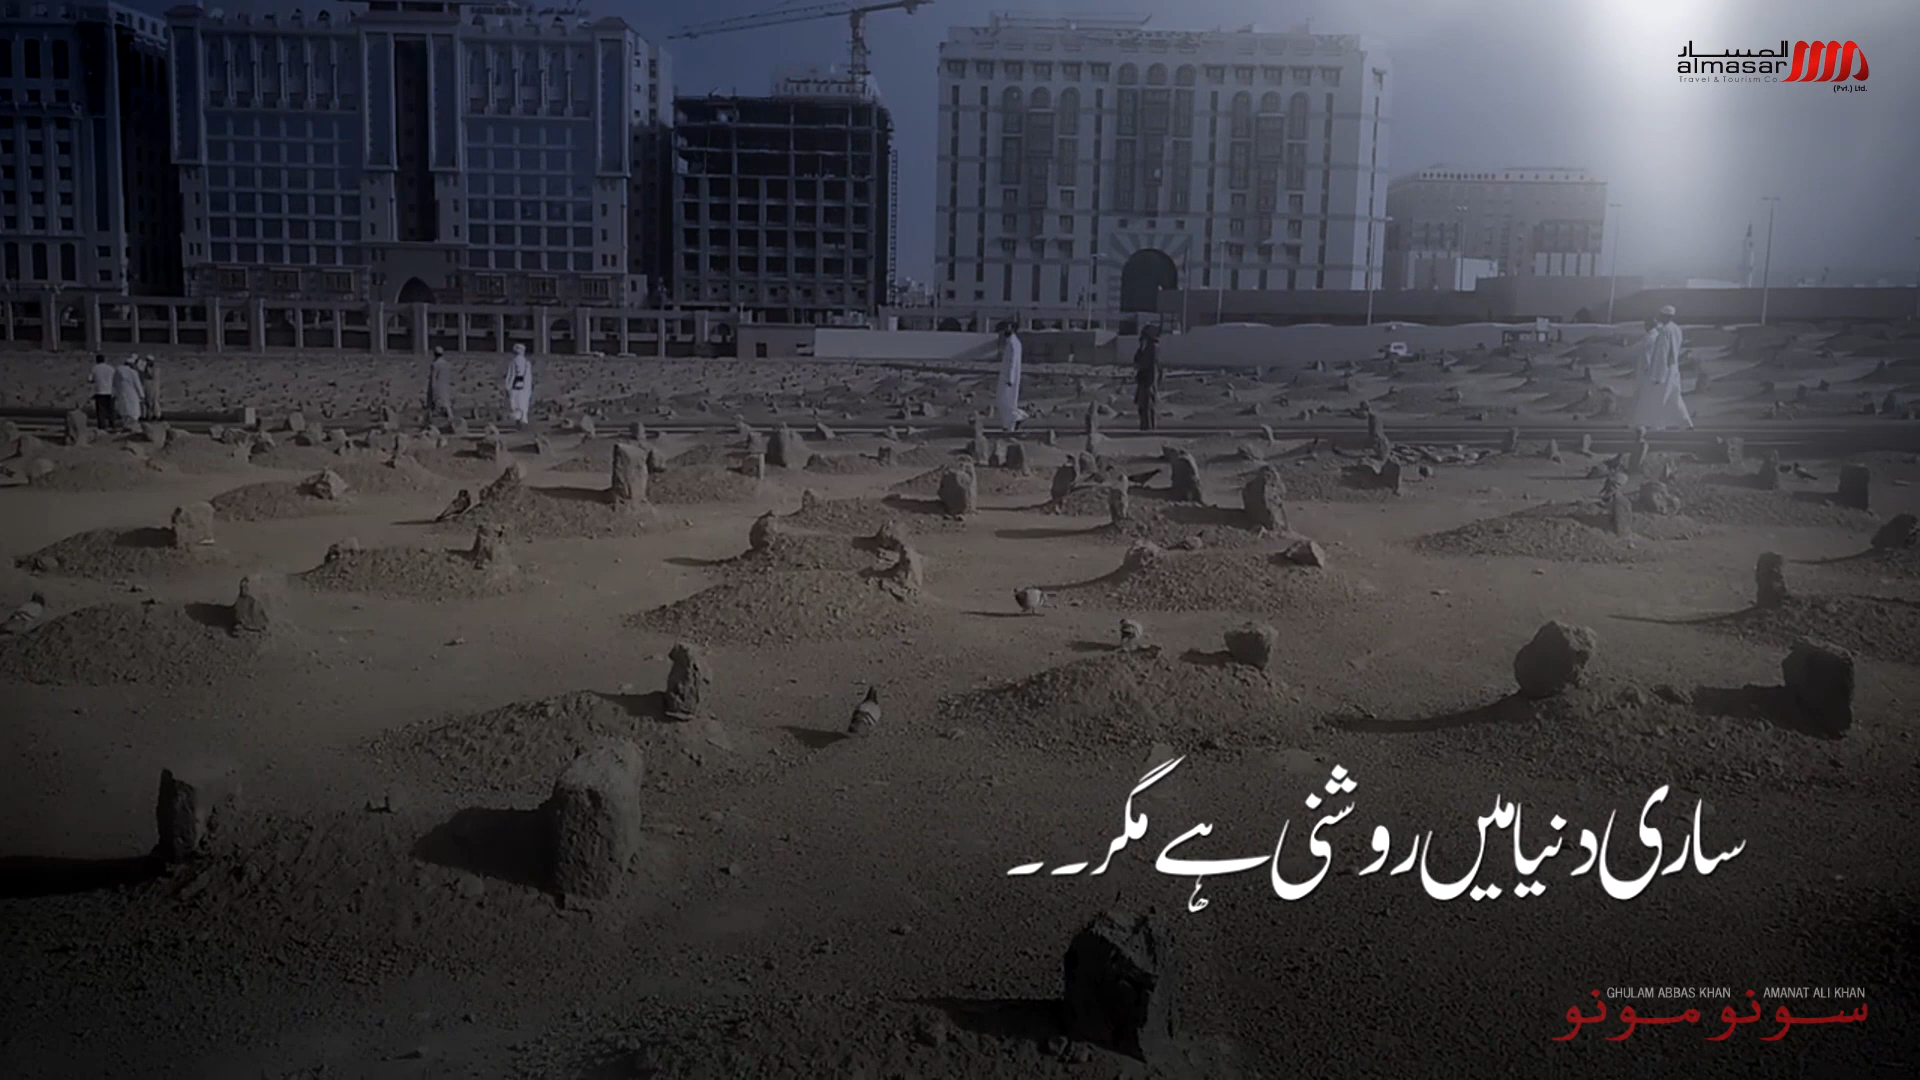 المسار
almasar
Travel & Tourism Co.
(Pvt.) Ltd.
ساری دنیا میں روشنی ہے مگر۔۔
GHULAM ABBAS KHAN AMANAT ALI KHAN
سونو مونو